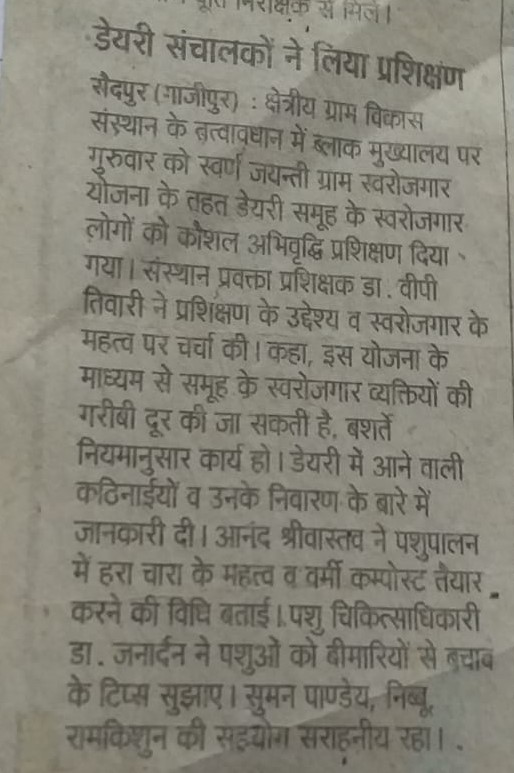 निरीक्षक से मिले।
डेयरी संचालकों ने लिया प्रशिक्षण
सैदपुर (गाजीपुर) : क्षेत्रीय ग्राम विकास
संस्थान के तत्वावधान में ब्लाक मुख्यालय पर
गुरुवार को स्वर्ण जयन्ती ग्राम स्वरोजगार
योजना के तहत डेयरी समूह के स्वरोजगार
लोगों को कौशल अभिवृद्धि प्रशिक्षण दिया
गया। संस्थान प्रवक्ता प्रशिक्षक डा. वीपी
तिवारी ने प्रशिक्षण के उद्देश्य व स्वरोजगार के
महत्व पर चर्चा की। कहा, इस योजना के
माध्यम से समूह के स्वरोजगार व्यक्तियों की
गरीबी दूर की जा सकती है, बशर्ते
नियमानुसार कार्य हो। डेयरी में आने वाली
कठिनाईयों व उनके निवारण के बारे में
जानकारी दी। आनंद श्रीवास्तव ने पशुपालन
में हरा चारा के महत्व व वर्मी कम्पोस्ट तैयार
करने की विधि बताई। पशु चिकित्साधिकारी
डा. जनार्दन ने पशुओं को बीमारियों से बचाव
के टिप्स सुझाए। सुमन पाण्डेय, निब्बू,
रामकिशुन की सहयोग सराहनीय रहा।